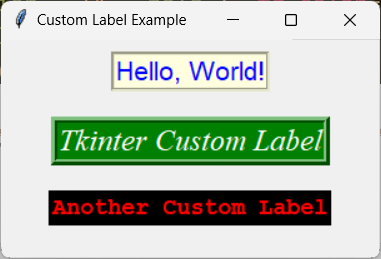 Custom Label Example
Hello, World!
Tkinter Custom Label
Another Custom Label